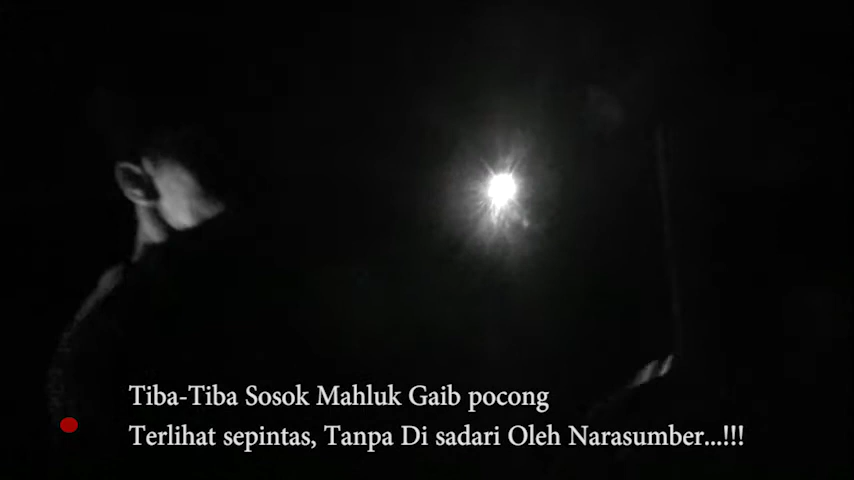 Tiba-Tiba Sosok Mahluk Gaib pocong
Terlihat sepintas, Tanpa Di sadari Oleh Narasumber...!!!